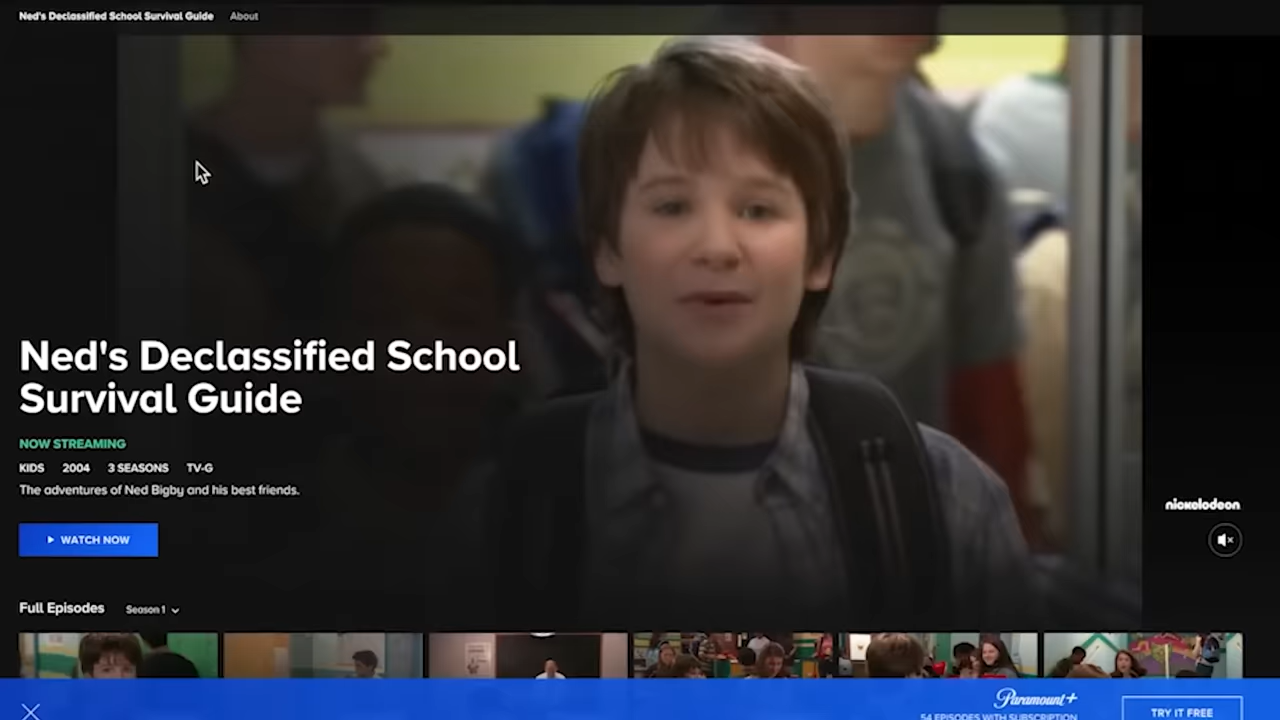 Ned's Declassified School Survival Guide About
Ned's Declassified School
Survival Guide
NOW STREAMING
KIDS 2004 3 SEASONS TV-G
The adventures of Ned Bigby and his best friends.
WATCH NOW
nickelodeon
Full Episodes Season 1
Paramount+
54 EPISODES WITH SUBSCRIPTION
TRY IT FREE